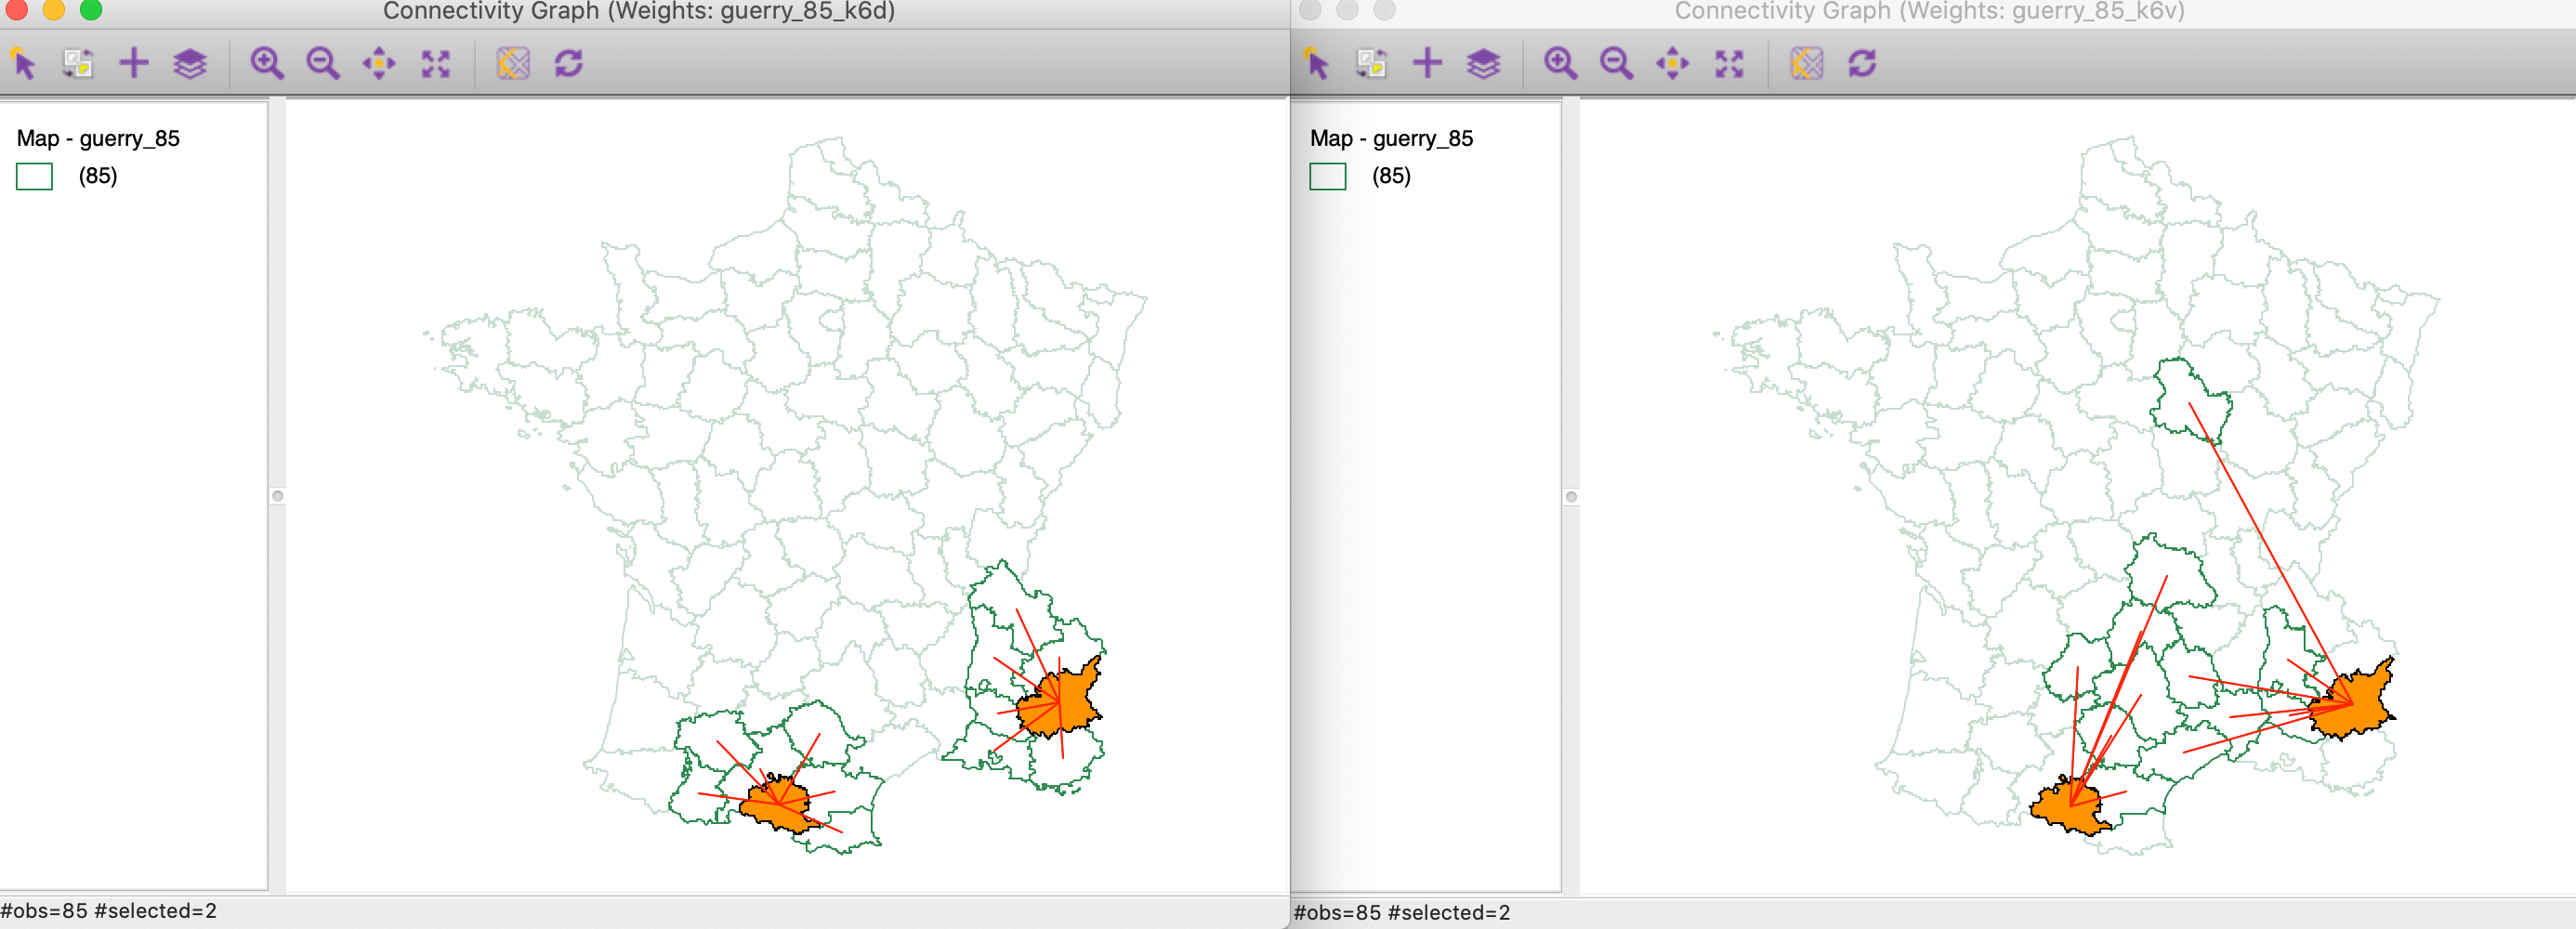 Connectivity Graph (Weights: guerry_85_k6d)
Map - guerry_85
(85)
#obs=85 #selected=2
Connectivity Graph (Weights: guerry_85_k6v)
Map - guerry_85
(85)
#obs=85 #selected=2